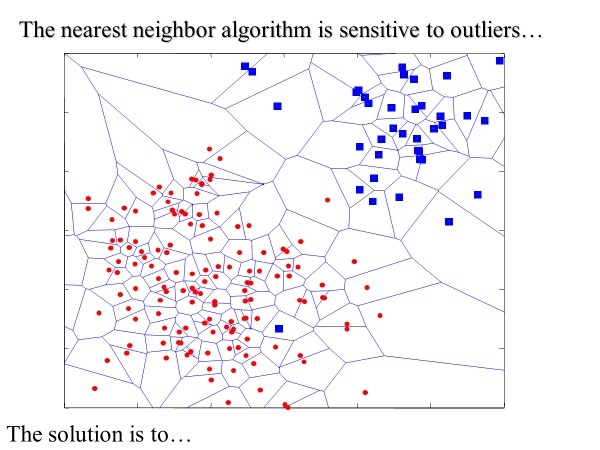 The nearest neighbor algorithm is sensitive to outliers…
The solution is to…